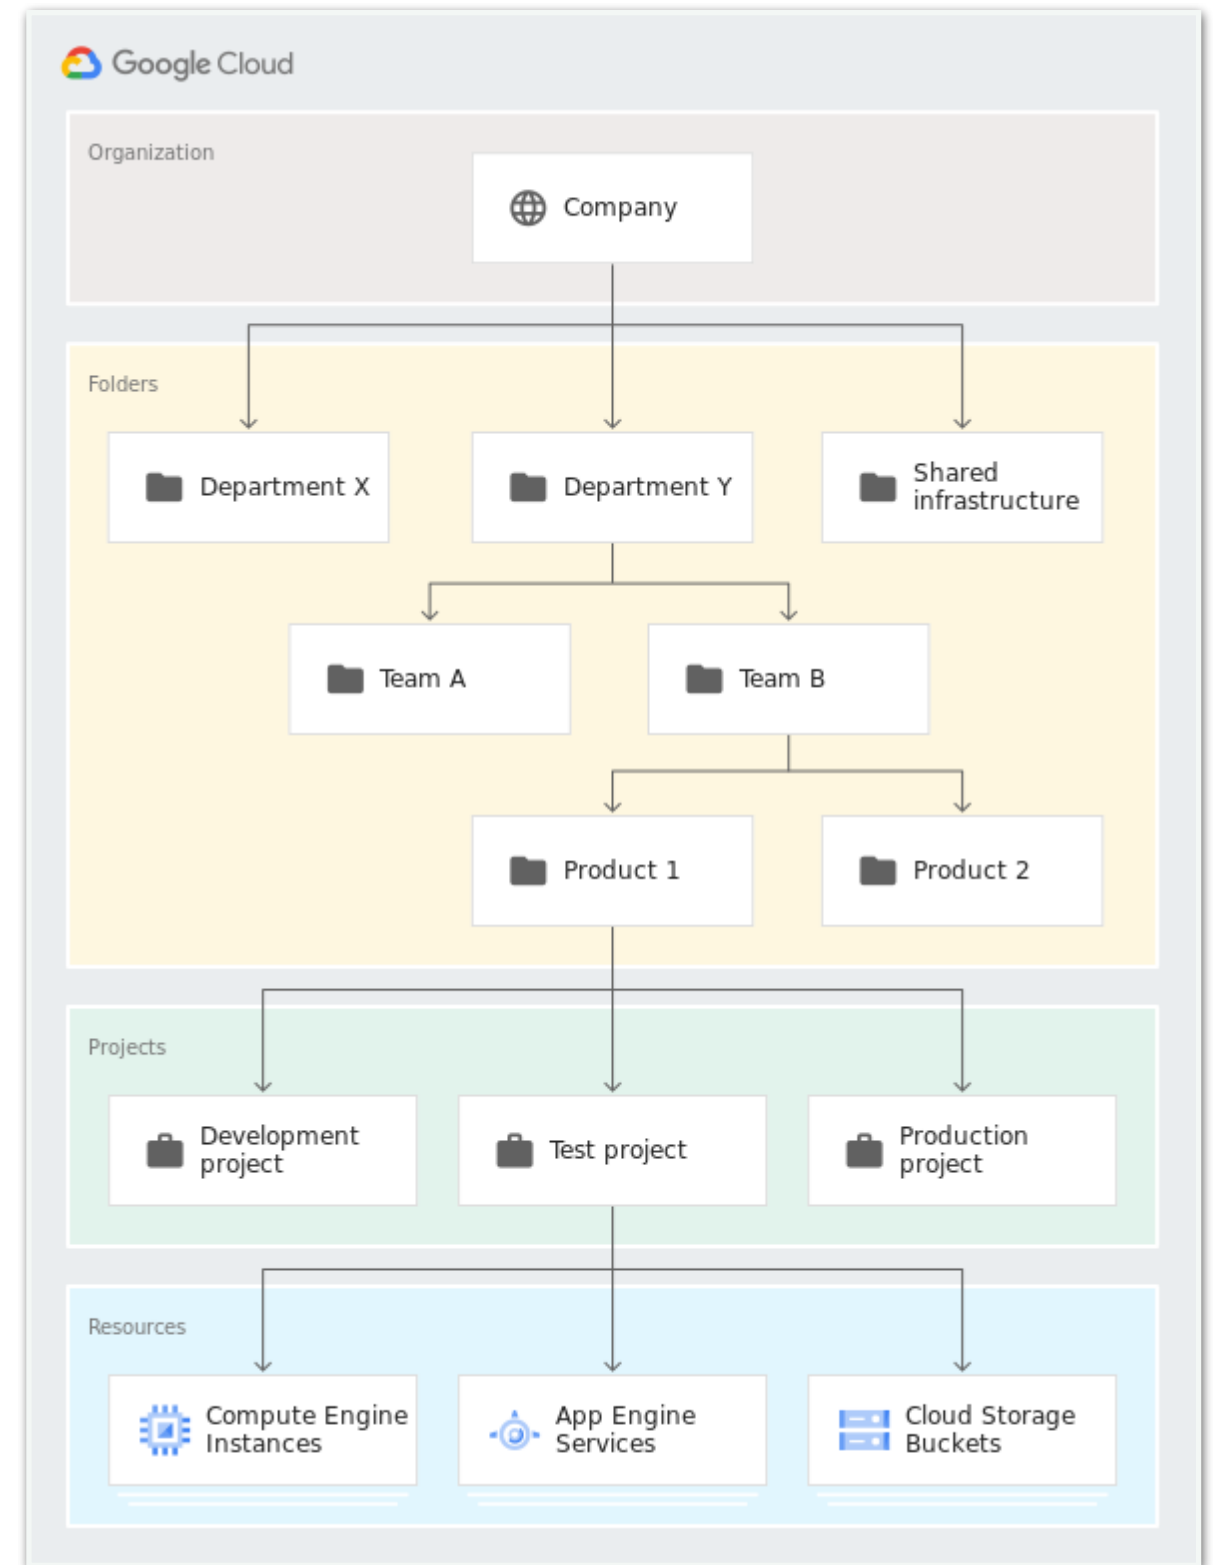 Google Cloud
Organization
Company
Folders
Department X
Department Y
Shared
infrastructure
Team A
Team B
Product 1
Product 2
Projects
Development
project
Test project
Production
project
Resources
Compute Engine
Instances
App Engine
Services
Cloud Storage
Buckets